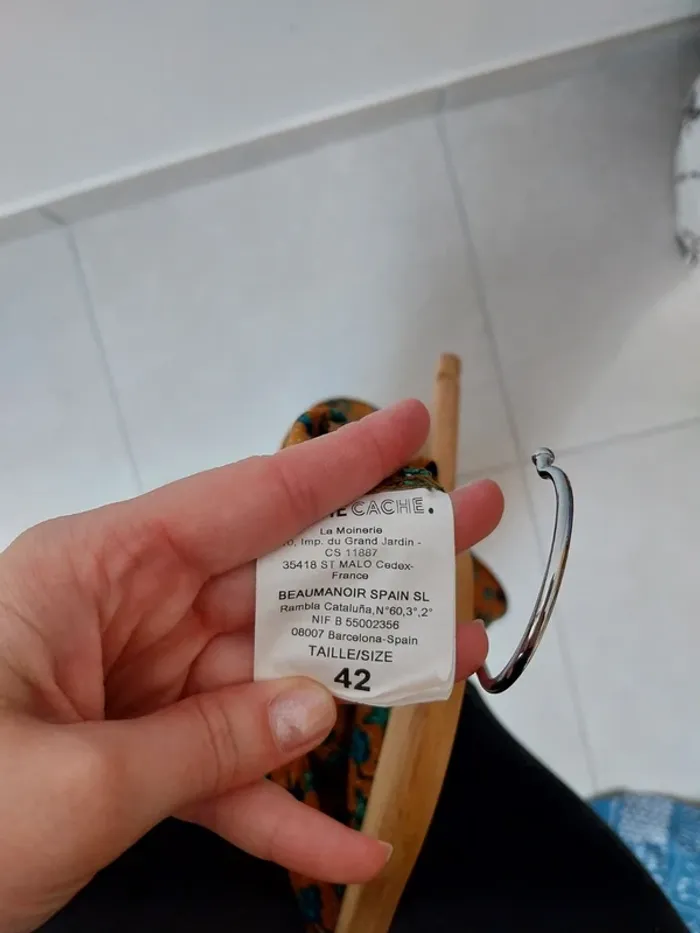 CACHE.
La Moinerie
Imp. du Grand Jardin -
CS 11887
35418 ST MALO Cedex-
France
BEAUMANOIR SPAIN SL
Rambla Cataluña,N°60,3°,2°
NIF B 55002356
08007 Barcelona-Spain
TAILLE/SIZE
42